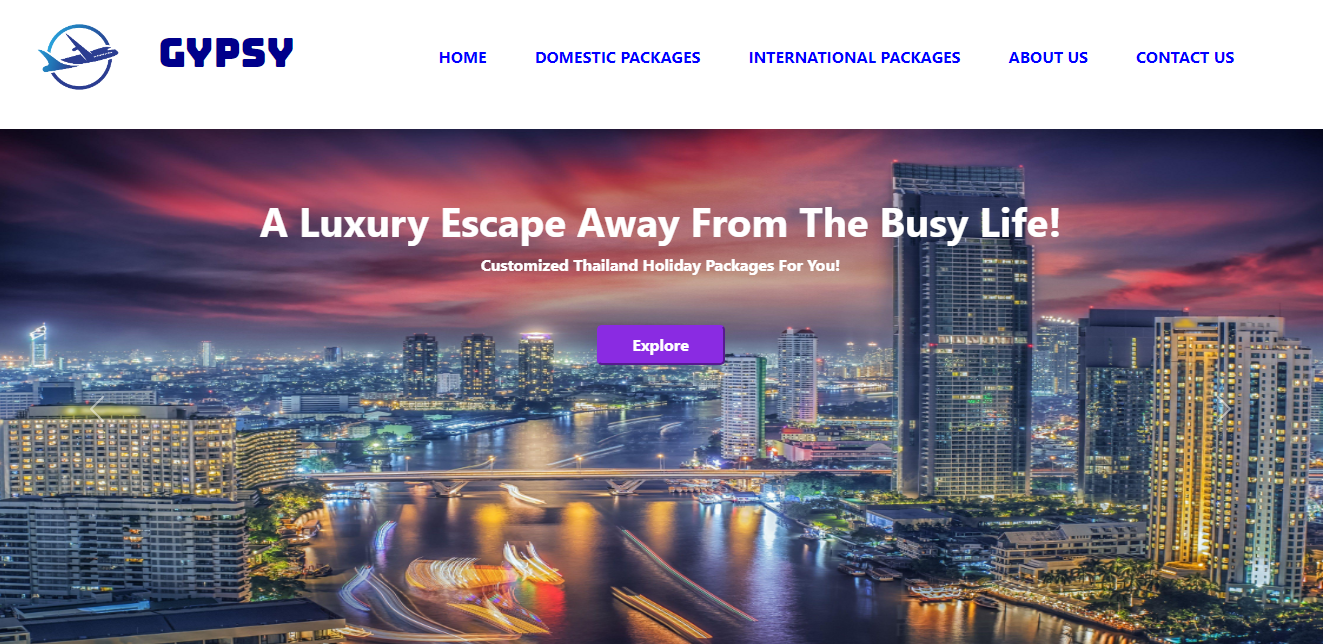 GYPSY
HOME DOMESTIC PACKAGES INTERNATIONAL PACKAGES ABOUT US CONTACT US
A Luxury Escape Away From The Busy Life!
Customized Thailand Holiday Packages For You!
Explore